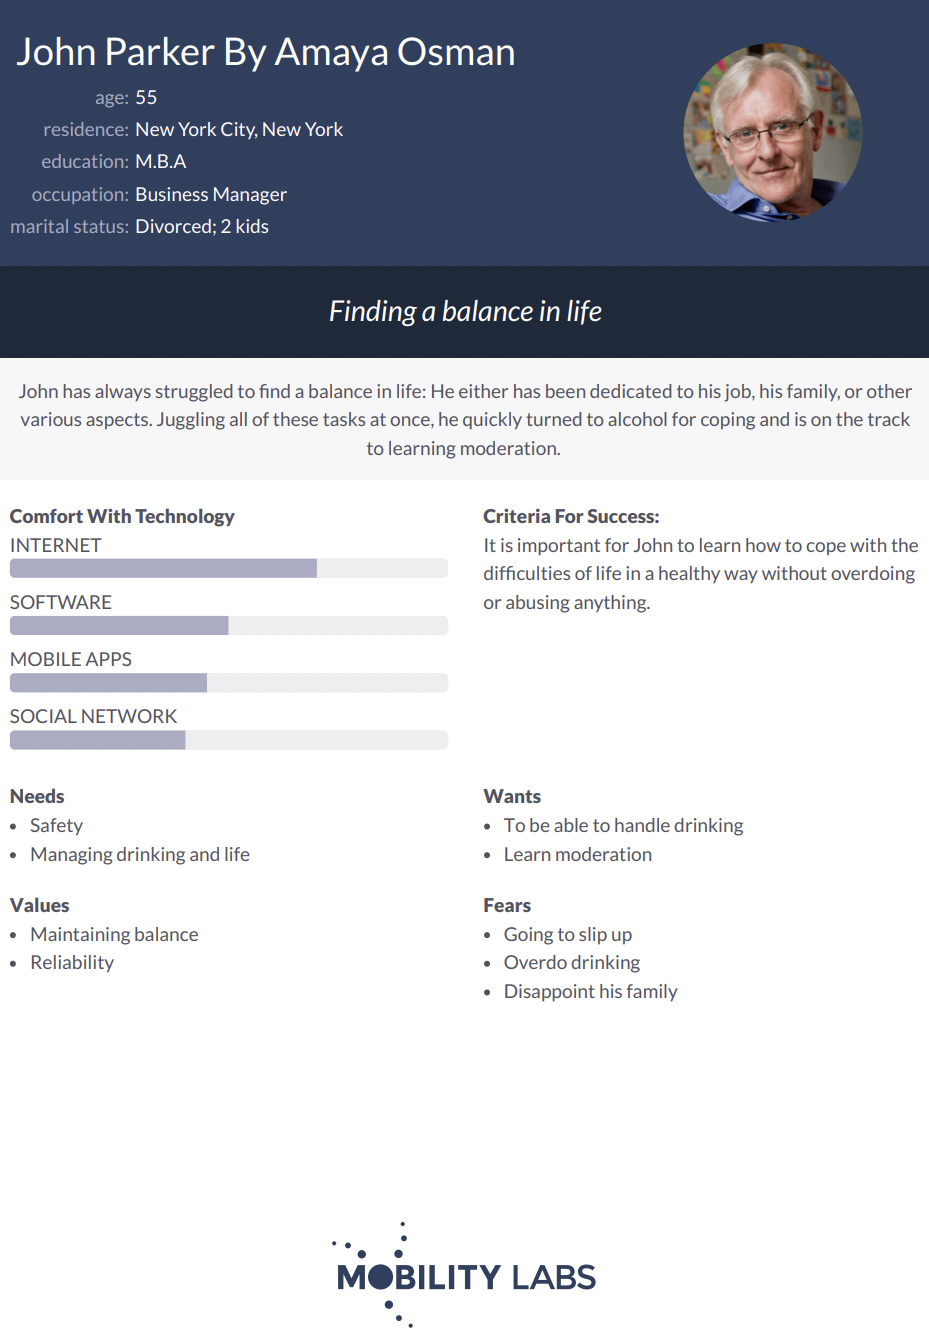 John Parker By Amaya Osman
age: 55
residence: New York City, New York
education: M.B.A
occupation: Business Manager
marital status: Divorced; 2 kids
Finding a balance in life
John has always struggled to find a balance in life: He either has been dedicated to his job, his family, or other
various aspects. Juggling all of these tasks at once, he quickly turned to alcohol for coping and is on the track
to learning moderation.
Comfort With Technology
INTERNET
SOFTWARE
MOBILE APPS
SOCIAL NETWORK
Criteria For Success:
It is important for John to learn how to cope with the
difficulties of life in a healthy way without overdoing
or abusing anything.
Needs
• Safety
• Managing drinking and life
Wants
• To be able to handle drinking
• Learn moderation
Values
• Maintaining balance
• Reliability
Fears
• Going to slip up
• Overdo drinking
• Disappoint his family
MOBILITY LABS